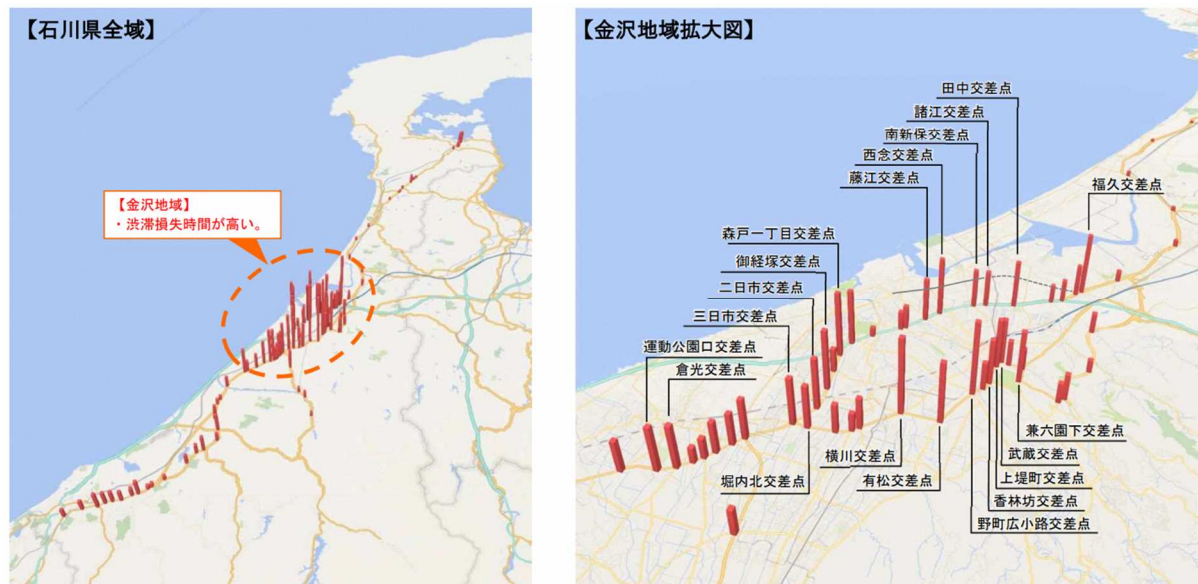 【石川県全域】
【金沢地域】
・渋滞損失時間が高い。
【金沢地域拡大図】
田中交差点
諸江交差点
南新保交差点
西念交差点
藤江交差点
福久交差点
森戸一丁目交差点
御経塚交差点
二日市交差点
三日市交差点
運動公園口交差点
倉光交差点
堀内北交差点
横川交差点
有松交差点
兼六園下交差点
武蔵交差点
上堤町交差点
香林坊交差点
野町広小路交差点